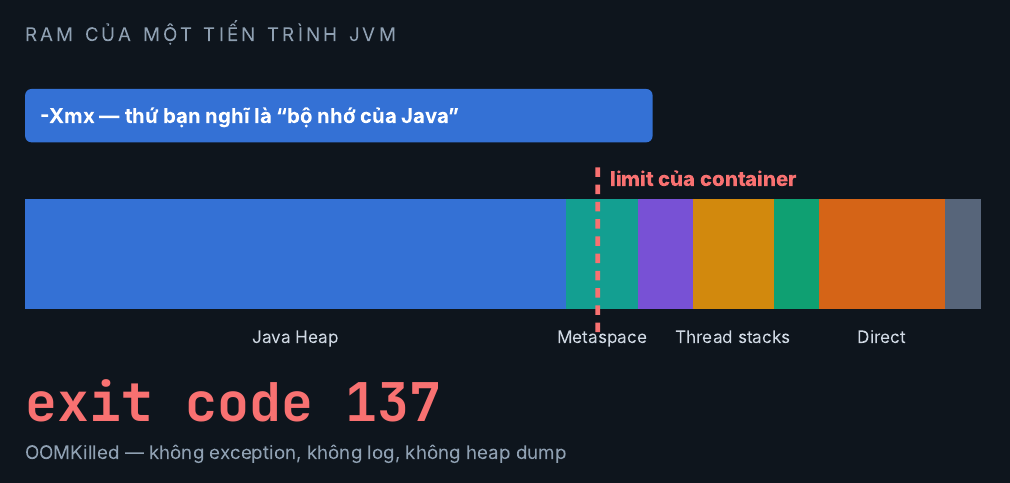 RAM CỦA MỘT TIẾN TRÌNH JVM
-Xmx — thứ bạn nghĩ là “bộ nhớ của Java”
limit của container
Java Heap
Metaspace
Thread stacks
Direct
exit code 137
OOMKilled — không exception, không log, không heap dump